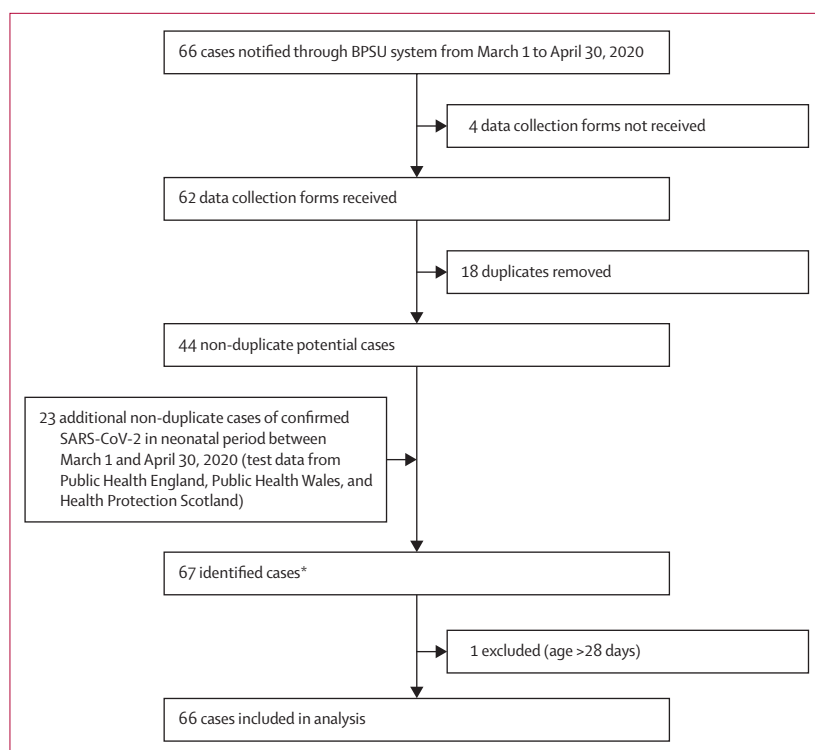 66 cases notified through BPSU system from March 1 to April 30, 2020
4 data collection forms not received
62 data collection forms received
18 duplicates removed
44 non-duplicate potential cases
23 additional non-duplicate cases of confirmed
SARS-CoV-2 in neonatal period between
March 1 and April 30, 2020 (test data from
Public Health England, Public Health Wales, and
Health Protection Scotland)
67 identified cases*
1 excluded (age >28 days)
66 cases included in analysis